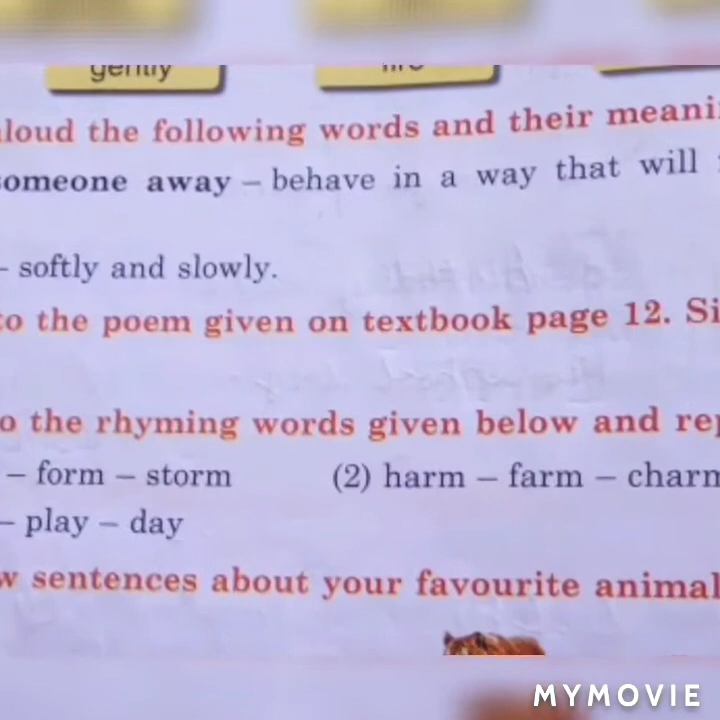 gently
aloud the following words and their meani
someone away – behave in a way that will
– softly and slowly.
to the poem given on textbook page 12. Si
o the rhyming words given below and rep
– form – storm (2) harm – farm – charm
– play – day
w sentences about your favourite animal
MYMOVIE